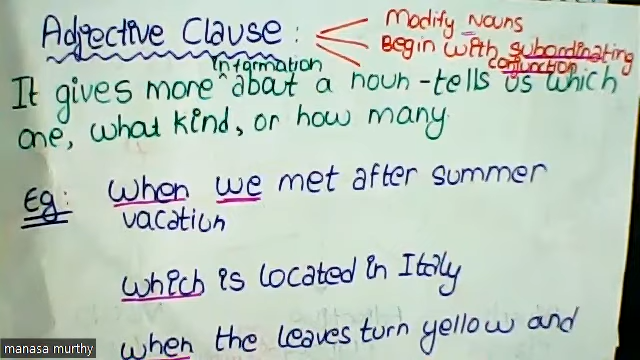 Adjective Clause :
Modify Nouns
Begin with subordinating
conjunction
information
It gives more ^ about a noun - tells us which
one, what kind, or how many
Eg: when we met after summer
vacation
which is located in Italy
when the leaves turn yellow and
manasa murthy